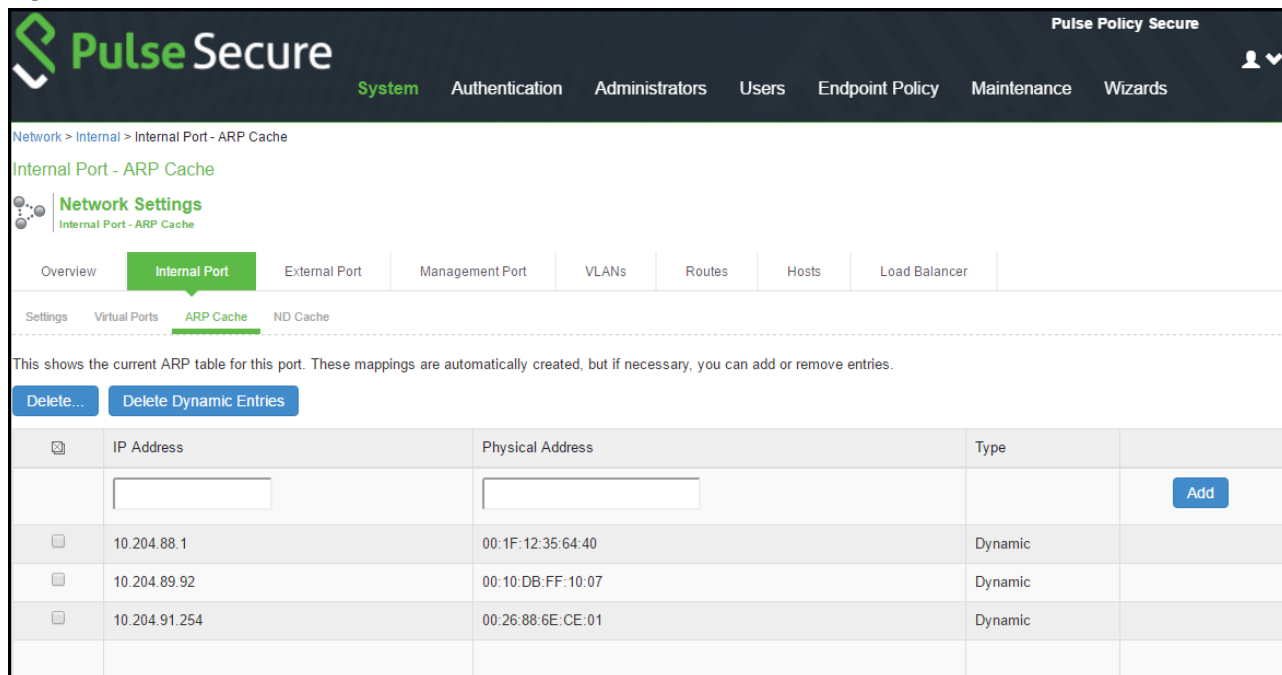 Pulse Policy Secure
Pulse Secure
System Authentication Administrators Users Endpoint Policy Maintenance Wizards
Network > Internal > Internal Port - ARP Cache
Internal Port - ARP Cache
Network Settings
Internal Port - ARP Cache
Overview Internal Port External Port Management Port VLANs Routes Hosts Load Balancer
Settings Virtual Ports ARP Cache ND Cache
This shows the current ARP table for this port. These mappings are automatically created, but if necessary, you can add or remove entries.
Delete... Delete Dynamic Entries
IP Address Physical Address Type
Add
10.204.88.1 00:1F:12:35:64:40 Dynamic
10.204.89.92 00:10:DB:FF:10:07 Dynamic
10.204.91.254 00:26:88:6E:CE:01 Dynamic